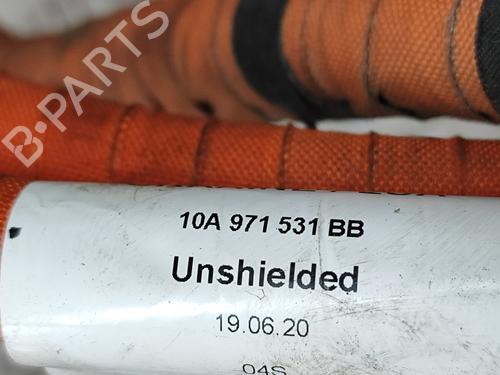 B-PARTS
10A 971 531 BB
Unshielded
19.06.20
04S